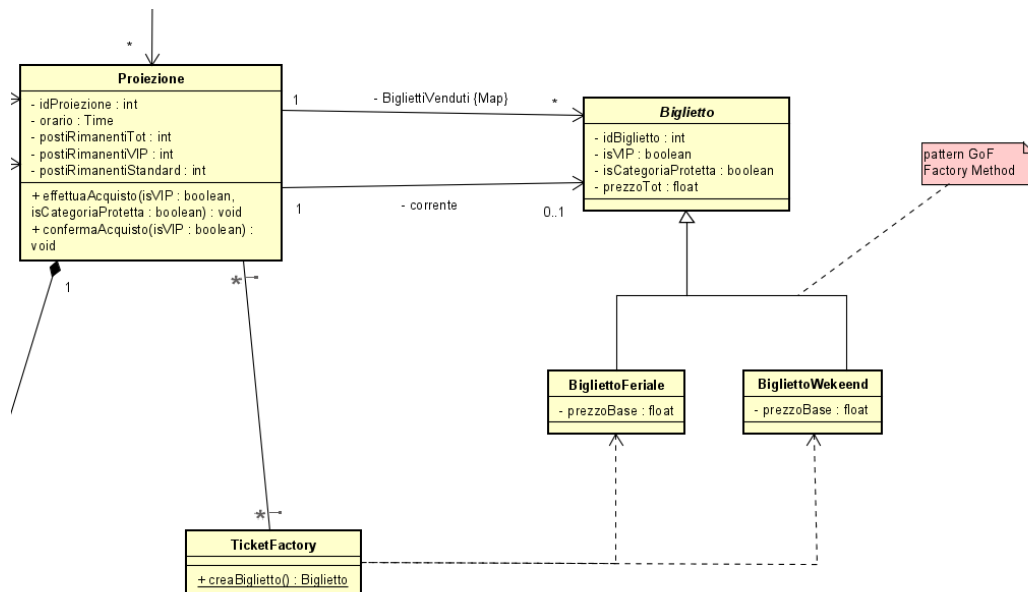 *
Proiezione
- idProiezione : int
- orario : Time
- postiRimanentiTot : int
- postiRimanentiVIP : int
- postiRimanentiStandard : int
+ effettuaAcquisto(isVIP : boolean,
isCategoriaProtetta : boolean) : void
+ confermaAcquisto(isVIP : boolean) :
void
1
- BigliettiVenduti {Map}
*
1
- corrente
0..1
Biglietto
- idBiglietto : int
- isVIP : boolean
- isCategoriaProtetta : boolean
- prezzoTot : float
pattern GoF
Factory Method
1
*
BigliettoFeriale
- prezzoBase : float
BigliettoWekeend
- prezzoBase : float
*
TicketFactory
+ creaBiglietto() : Biglietto